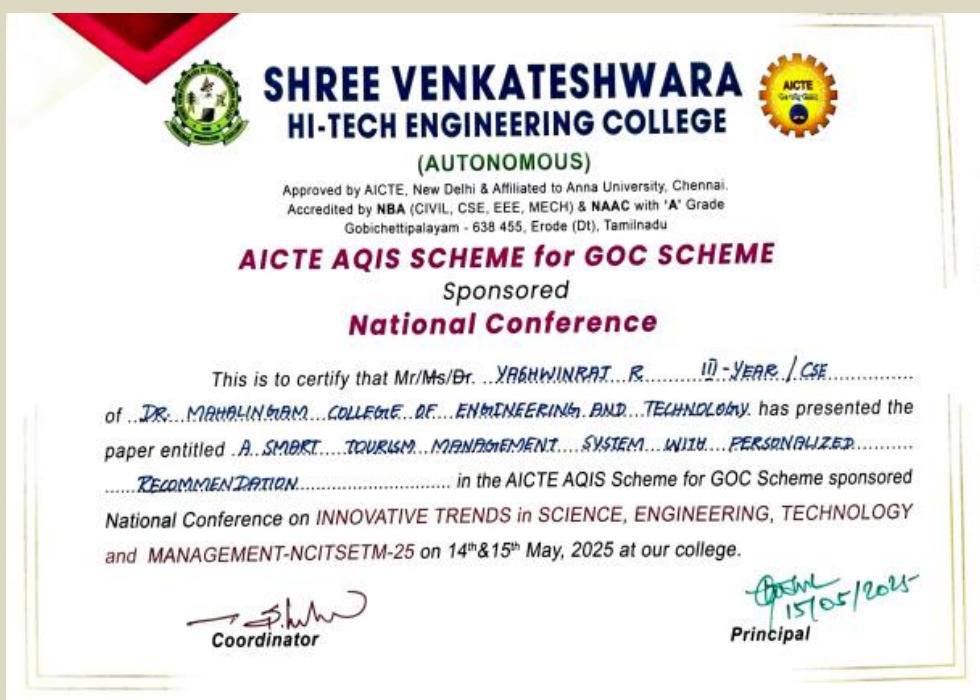 SHREE VENKATESHWARA
HI-TECH ENGINEERING COLLEGE
AICTE
(AUTONOMOUS)
Approved by AICTE, New Delhi & Affiliated to Anna University, Chennai.
Accredited by NBA (CIVIL, CSE, EEE, MECH) & NAAC with 'A' Grade
Gobichettipalayam - 638 455, Erode (Dt), Tamilnadu
AICTE AQIS SCHEME for GOC SCHEME
Sponsored
National Conference
This is to certify that Mr/Ms/Dr. YASHWINRAJ R III-YEAR / CSE
of DR. MAHALINGAM COLLEGE OF ENGINEERING AND TECHNOLOGY. has presented the
paper entitled A SMART TOURISM MANAGEMENT SYSTEM WITH PERSONALIZED
RECOMMENDATION in the AICTE AQIS Scheme for GOC Scheme sponsored
National Conference on INNOVATIVE TRENDS in SCIENCE, ENGINEERING, TECHNOLOGY
and MANAGEMENT-NCITSETM-25 on 14th&15th May, 2025 at our college.
15/05/2025
Coordinator
Principal